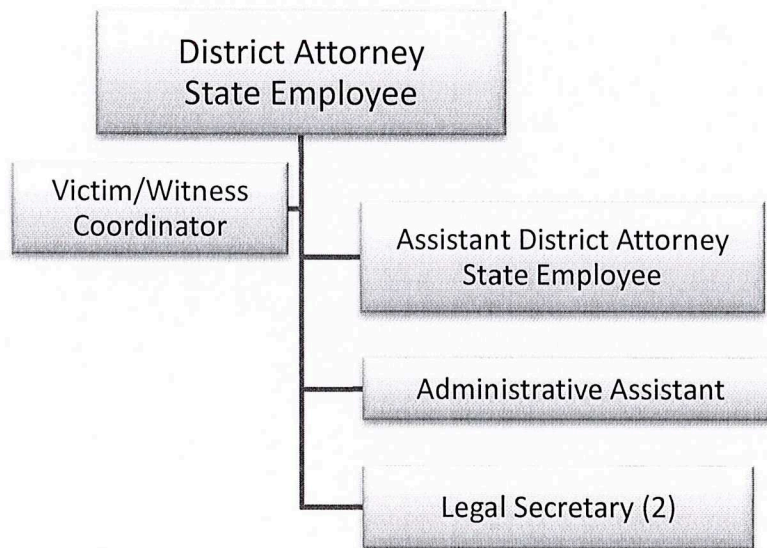 District Attorney
State Employee
Victim/Witness
Coordinator
Assistant District Attorney
State Employee
Administrative Assistant
Legal Secretary (2)